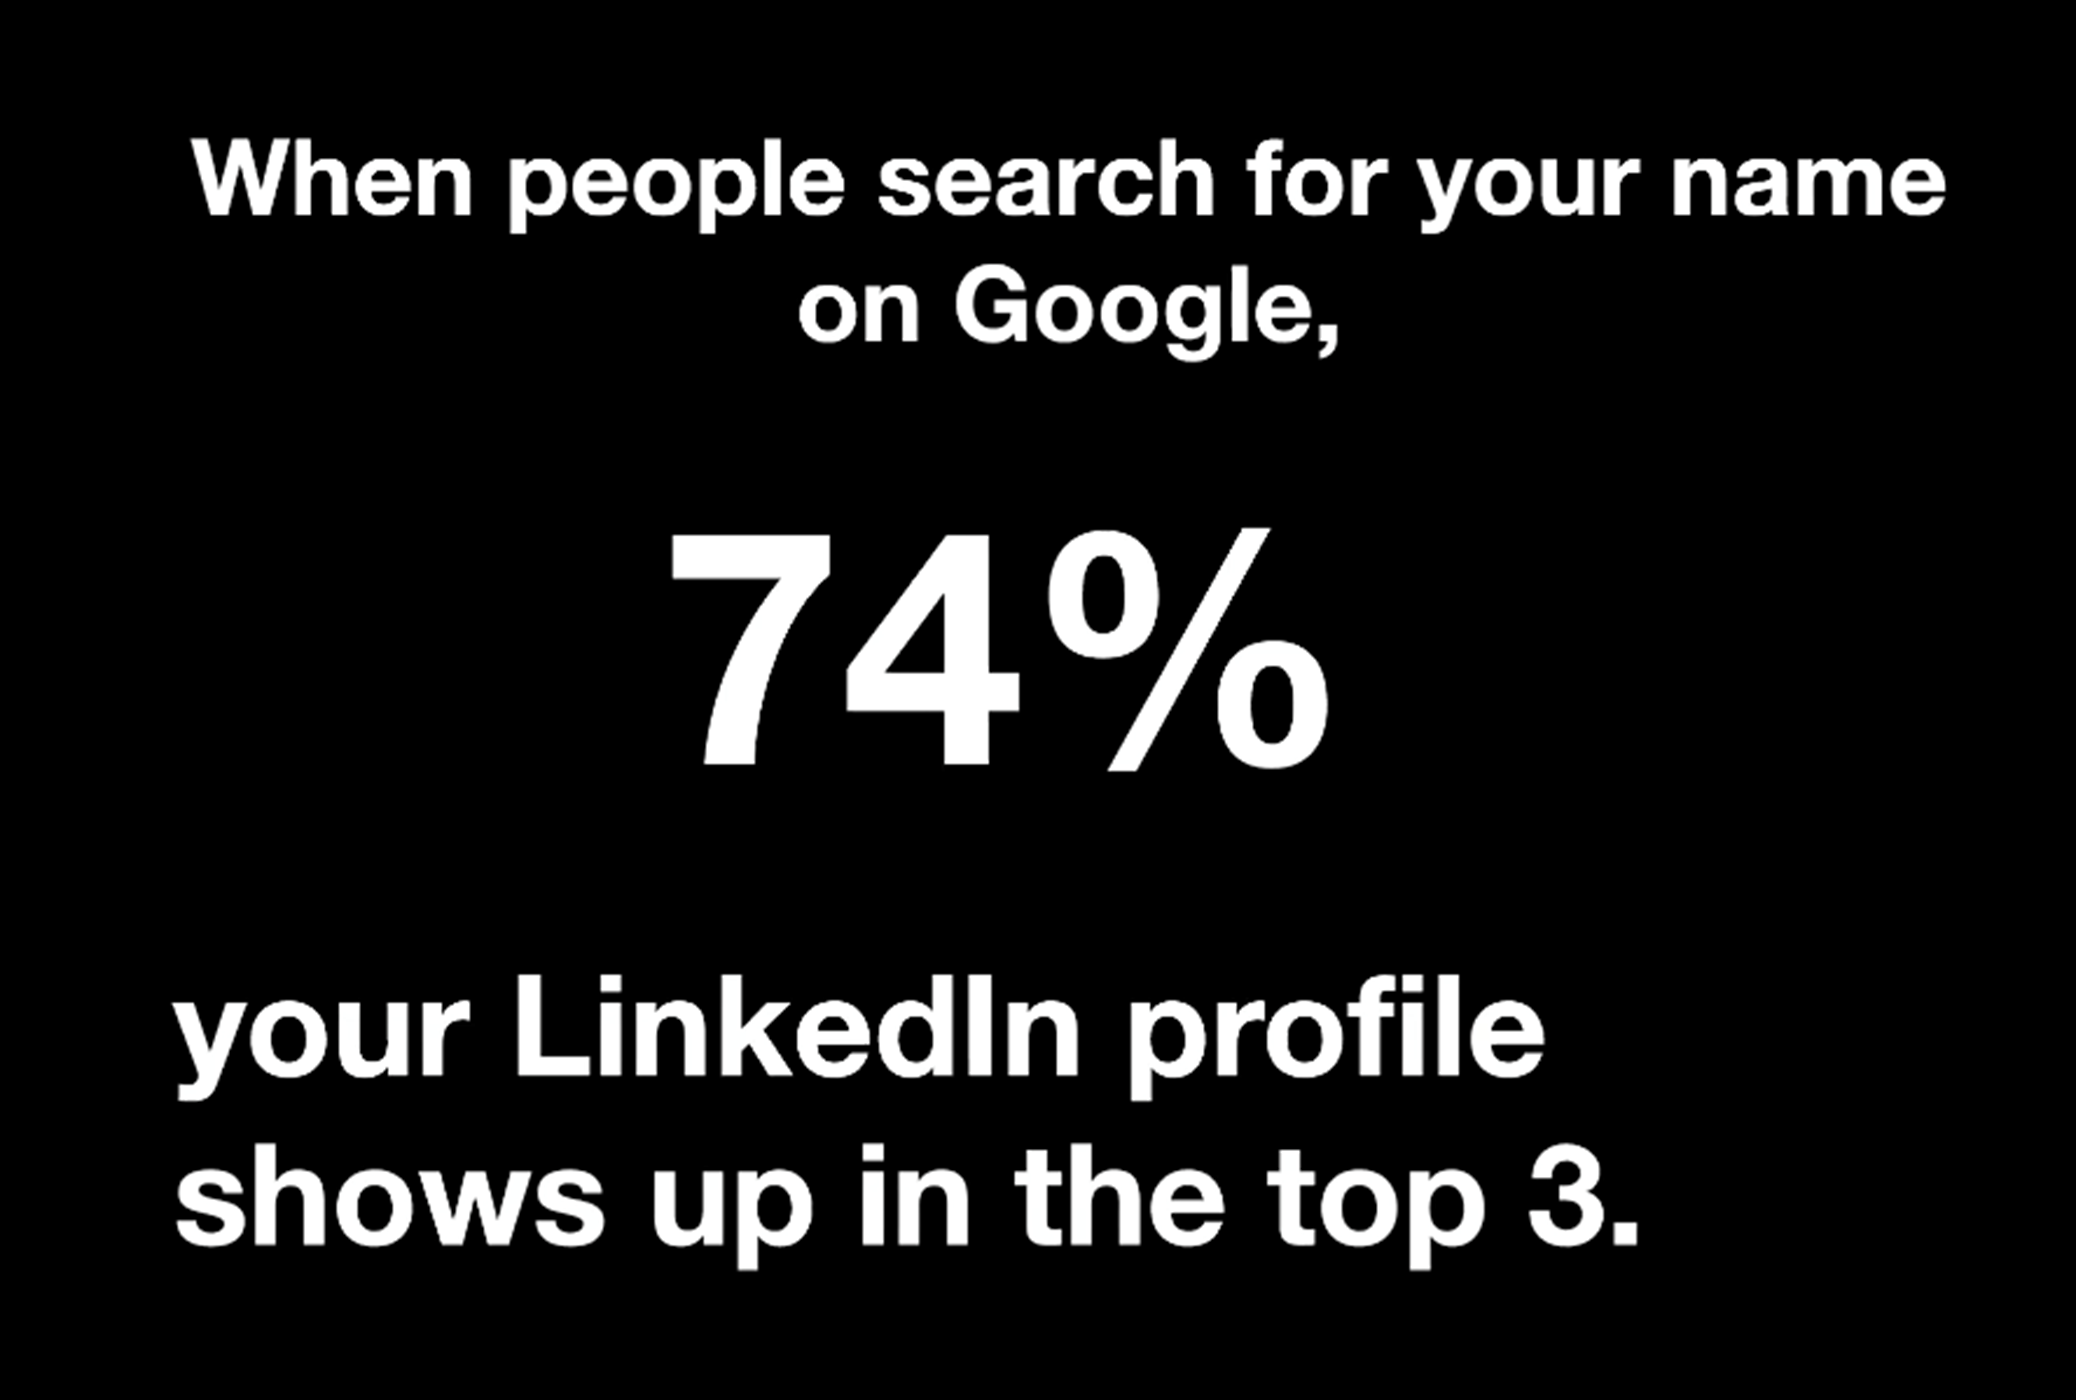 When people search for your name
on Google,
74%
your LinkedIn profile
shows up in the top 3.